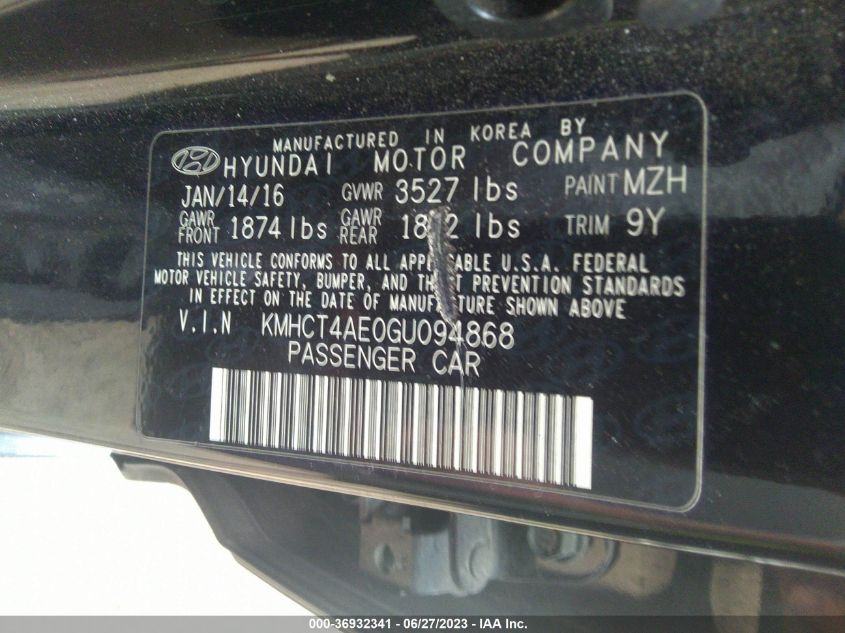 MANUFACTURED IN KOREA BY
HYUNDAI MOTOR COMPANY
JAN/14/16 GVWR 3527 lbs PAINT MZH
GAWR FRONT 1874 lbs GAWR REAR lbs TRIM 9Y
THIS VEHICLE CONFORMS TO ALL U.S.A. FEDERAL
MOTOR VEHICLE SAFETY, BUMPER, AND PREVENTION STANDARDS
IN EFFECT ON THE DATE OF MANUFACTURE SHOWN ABOVE
V.I.N KMHCT4AE0GU094868
PASSENGER CAR
000-36932341 - 06/27/2023 - IAA Inc.